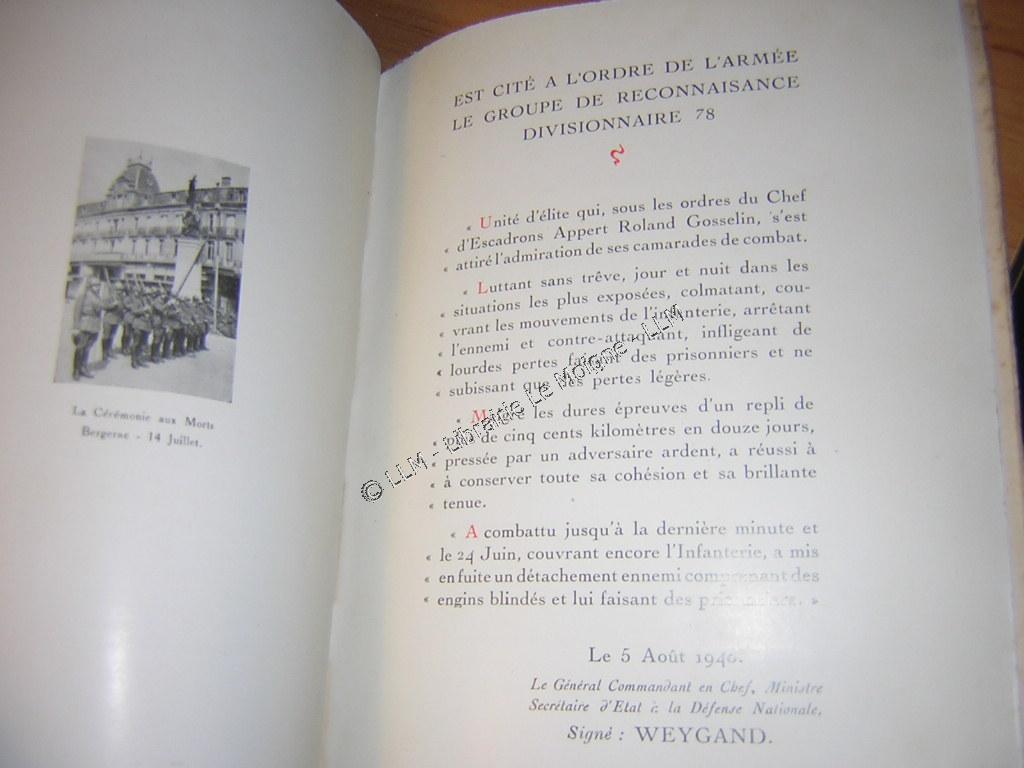 La Cérémonie aux Morts
Bergerac - 14 Juillet.
EST CITÉ A L'ORDRE DE L'ARMÉE
LE GROUPE DE RECONNAISANCE
DIVISIONNAIRE 78
« Unité d'élite qui, sous les ordres du Chef
« d'Escadrons Appert Roland Gosselin, s'est
« attiré l'admiration de ses camarades de combat.
« Luttant sans trêve, jour et nuit dans les
« situations les plus exposées, colmatant, cou-
« vrant les mouvements de l'infanterie, arrêtant
« l'ennemi et contre-attaquant, infligeant de
« lourdes pertes faisant des prisonniers et ne
« subissant que des pertes légères.
« Malgré les dures épreuves d'un repli de
« plus de cinq cents kilomètres en douze jours,
« pressée par un adversaire ardent, a réussi à
« à conserver toute sa cohésion et sa brillante
« tenue.
« A combattu jusqu'à la dernière minute et
« le 24 Juin, couvrant encore l'Infanterie, a mis
« en fuite un détachement ennemi comprenant des
« engins blindés et lui faisant des prisonniers. »
Le 5 Août 1940.
Le Général Commandant en Chef, Ministre
Secrétaire d'Etat à la Défense Nationale,
Signé : WEYGAND.
© LLM - Librairie Le Moigne - LLM